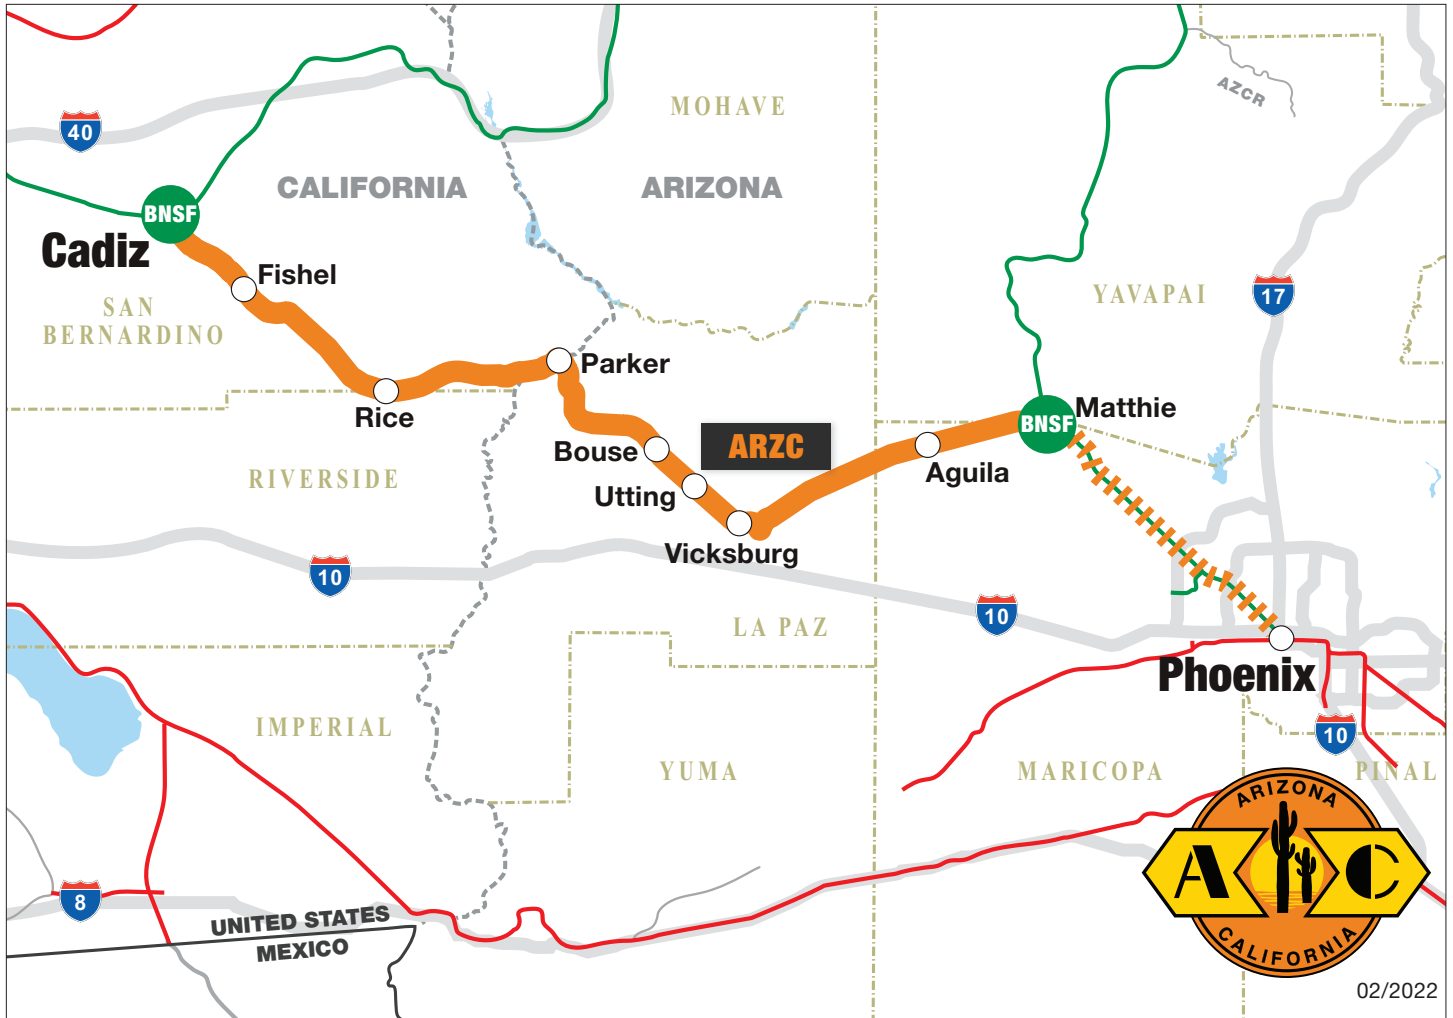 MOHAVE
AZCR
40
CALIFORNIA
ARIZONA
BNSF
Cadiz
Fishel
SAN
BERNARDINO
YAVAPAI
17
Parker
Rice
Matthie
BNSF
ARZC
Bouse
Aguila
RIVERSIDE
Utting
Vicksburg
10
10
LA PAZ
Phoenix
IMPERIAL
10
YUMA
MARICOPA
PINAL
ARIZONA
A C
CALIFORNIA
8
UNITED STATES
MEXICO
02/2022